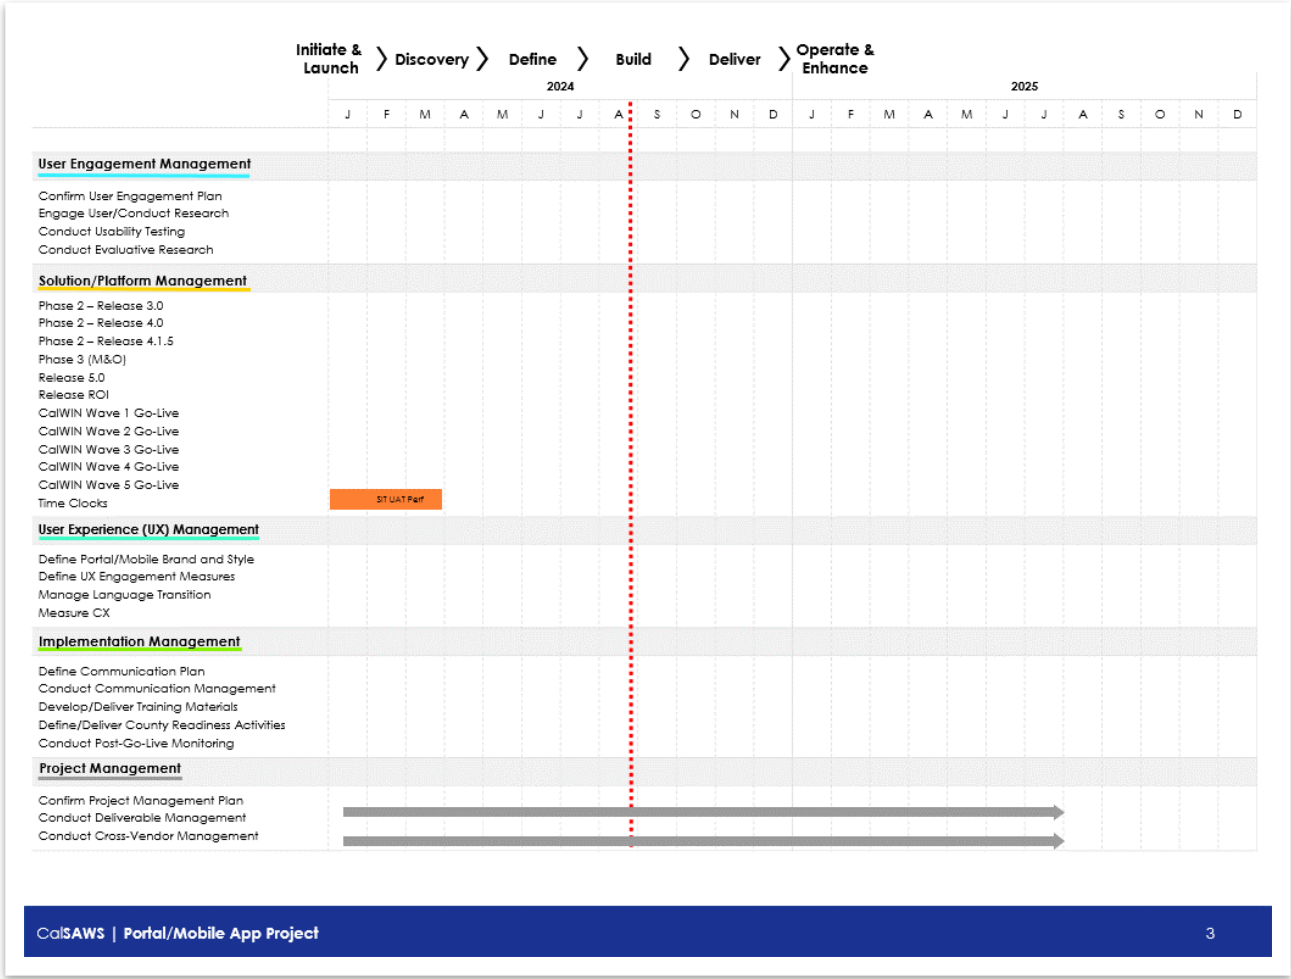 Initiate &
Launch
Discovery
Define
Build
Deliver
Operate &
Enhance
2024
2025
J F M A M J J A S O N D J F M A M J J A S O N D
User Engagement Management
Confirm User Engagement Plan
Engage User/Conduct Research
Conduct Usability Testing
Conduct Evaluative Research
Solution/Platform Management
Phase 2 – Release 3.0
Phase 2 – Release 4.0
Phase 2 – Release 4.1.5
Phase 3 (M&O)
Release 5.0
Release ROI
CalWIN Wave 1 Go-Live
CalWIN Wave 2 Go-Live
CalWIN Wave 3 Go-Live
CalWIN Wave 4 Go-Live
CalWIN Wave 5 Go-Live
Time Clocks
SIT UAT Perf
User Experience (UX) Management
Define Portal/Mobile Brand and Style
Define UX Engagement Measures
Manage Language Transition
Measure CX
Implementation Management
Define Communication Plan
Conduct Communication Management
Develop/Deliver Training Materials
Define/Deliver County Readiness Activities
Conduct Post-Go-Live Monitoring
Project Management
Confirm Project Management Plan
Conduct Deliverable Management
Conduct Cross-Vendor Management
CalSAWS | Portal/Mobile App Project
3